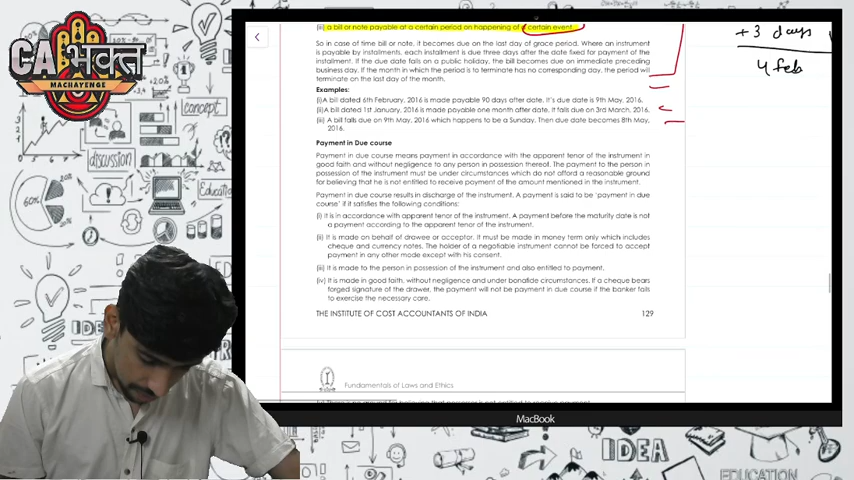 CA भक्त
MACHAYENGE
(iii) a bill or note payable at a certain period on happening of a certain event.
So in case of time bill or note, it becomes due on the last day of grace period. Where an instrument
is payable by installments, each installment is due three days after the date fixed for payment of the
installment. If the due date falls on a public holiday, the bill becomes due on immediate preceding
business day. If the month in which the period is to terminate has no corresponding day, the period will
terminate on the last day of the month.
Examples:
(i)A bill dated 6th February, 2016 is made payable 90 days after date. It's due date is 9th May, 2016.
(ii)A bill dated 1st January, 2016 is made payable one month after date. It falls due on 3rd March, 2016.
(iii) A bill falls due on 9th May, 2016 which happens to be a Sunday. Then due date becomes 8th May,
2016.
Payment in Due course
Payment in due course means payment in accordance with the apparent tenor of the instrument in
good faith and without negligence to any person in possession thereof. The payment to the person in
possession of the instrument must be under circumstances which do not afford a reasonable ground
for believing that he is not entitled to receive payment of the amount mentioned in the instrument.
Payment in due course results in discharge of the instrument. A payment is said to be 'payment in due
course' if it satisfies the following conditions:
(i) It is in accordance with apparent tenor of the instrument. A payment before the maturity date is not
a payment according to the apparent tenor of the instrument.
(ii) It is made on behalf of drawee or acceptor. It must be made in money term only which includes
cheque and currency notes. The holder of a negotiable instrument cannot be forced to accept
payment in any other mode except with his consent.
(iii) It is made to the person in possession of the instrument and also entitled to payment.
(iv) It is made in good faith, without negligence and under bonafide circumstances. If a cheque bears
forged signature of the drawer, the payment will not be payment in due course if the banker fails
to exercise the necessary care.
THE INSTITUTE OF COST ACCOUNTANTS OF INDIA 129
Fundamentals of Laws and Ethics
+3 days
4 feb
MacBook
concept
discussion
60%
20%
Education
IDEA
EDUCATION